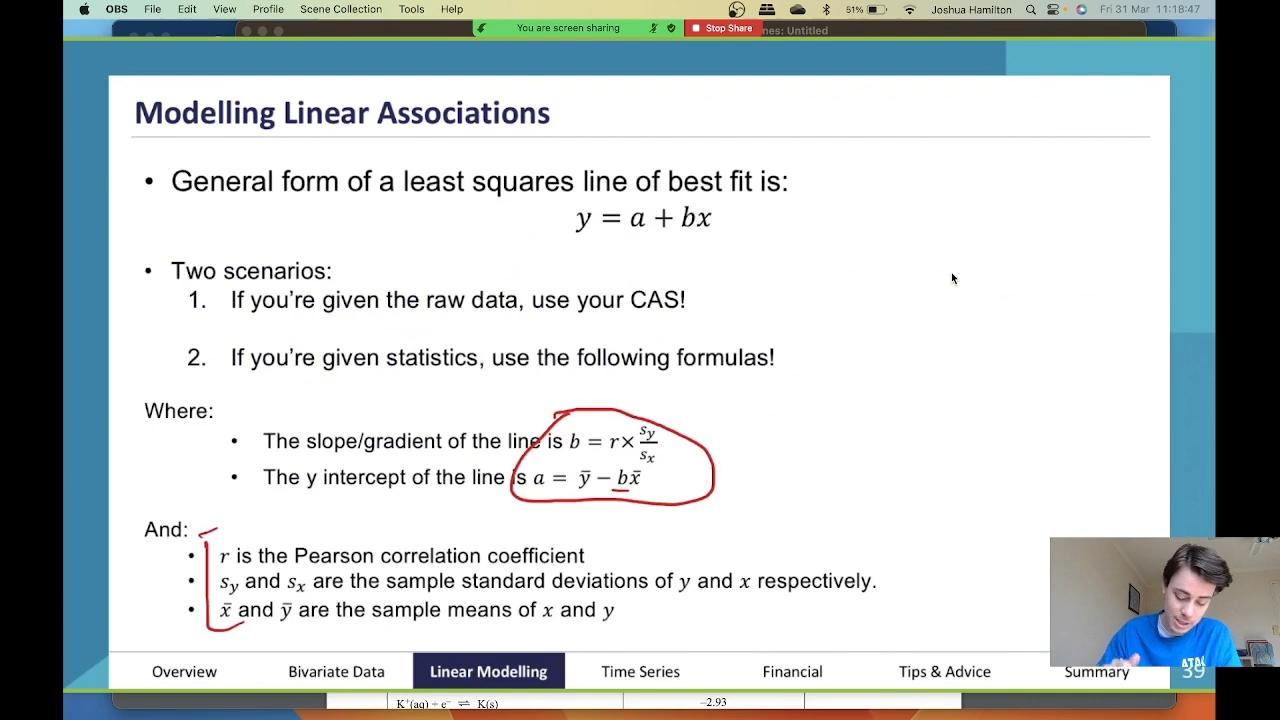 OBS File Edit View Profile Scene Collection Tools Help 51% Joshua Hamilton Fri 31 Mar 11:18:47
You are screen sharing Stop Share nes: Untitled
Modelling Linear Associations
• General form of a least squares line of best fit is:
y = a + bx
• Two scenarios:
1. If you're given the raw data, use your CAS!
2. If you're given statistics, use the following formulas!
Where:
• The slope/gradient of the line is b = r× s_y/s_x
• The y intercept of the line is a = ȳ − bx̄
And:
• r is the Pearson correlation coefficient
• s_y and s_x are the sample standard deviations of y and x respectively.
• x̄ and ȳ are the sample means of x and y
Overview Bivariate Data Linear Modelling Time Series Financial Tips & Advice Summary 39
K⁺(aq) + e⁻ ⇌ K(s) −2.93